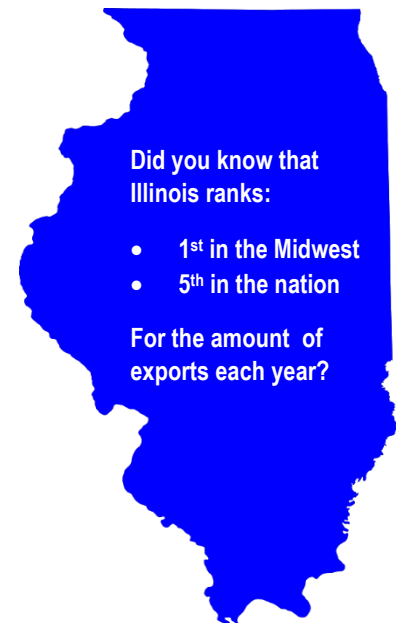 Did you know that
Illinois ranks:
• 1st in the Midwest
• 5th in the nation
For the amount of
exports each year?